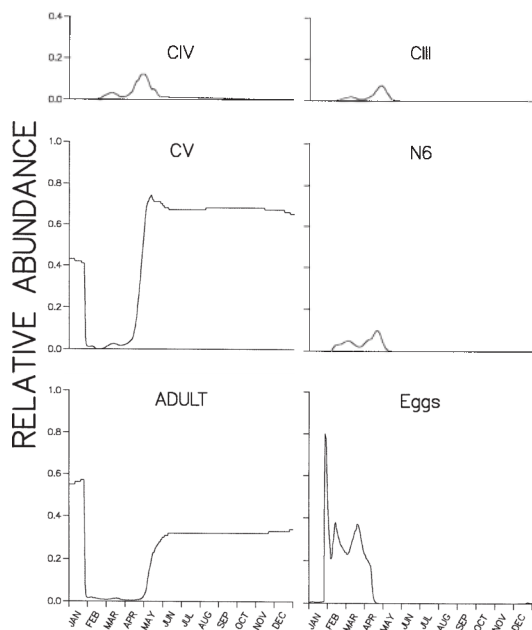 RELATIVE ABUNDANCE
0.4
0.2
0.0
CIV
CIII
1.0
0.8
0.6
0.4
0.2
0.0
CV
N6
1.0
0.8
0.6
0.4
0.2
0.0
ADULT
Eggs
JAN FEB MAR APR MAY JUN JUL AUG SEP OCT NOV DEC
JAN FEB MAR APR MAY JUN JUL AUG SEP OCT NOV DEC